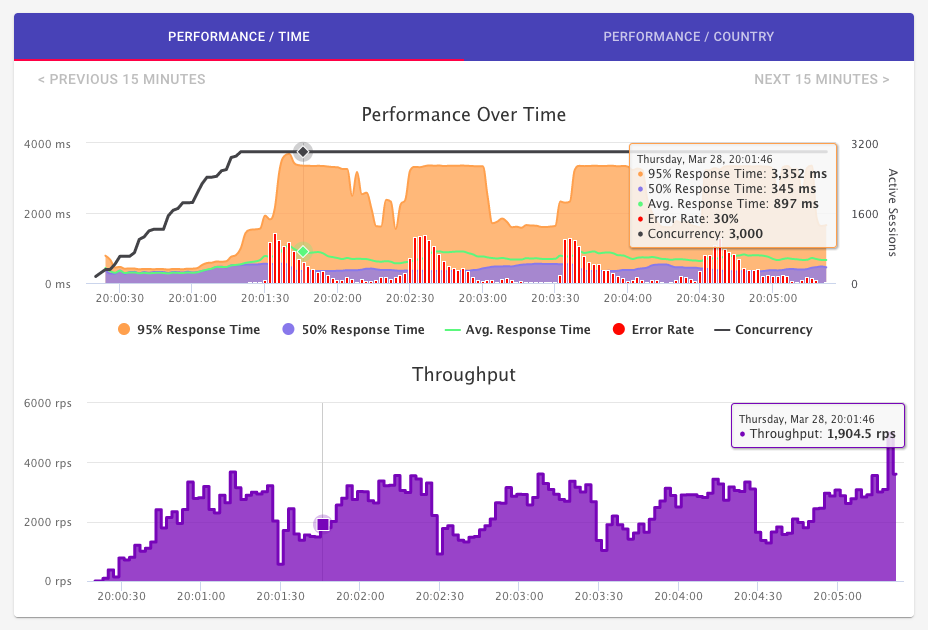 PERFORMANCE / TIME PERFORMANCE / COUNTRY
< PREVIOUS 15 MINUTES NEXT 15 MINUTES >
Performance Over Time
4000 ms
2000 ms
0 ms
3200
1600
0
Active Sessions
Thursday, Mar 28, 20:01:46
95% Response Time: 3,352 ms
50% Response Time: 345 ms
Avg. Response Time: 897 ms
Error Rate: 30%
Concurrency: 3,000
20:00:30 20:01:00 20:01:30 20:02:00 20:02:30 20:03:00 20:03:30 20:04:00 20:04:30 20:05:00
95% Response Time 50% Response Time Avg. Response Time Error Rate Concurrency
Throughput
6000 rps
4000 rps
2000 rps
0 rps
Thursday, Mar 28, 20:01:46
Throughput: 1,904.5 rps
20:00:30 20:01:00 20:01:30 20:02:00 20:02:30 20:03:00 20:03:30 20:04:00 20:04:30 20:05:00